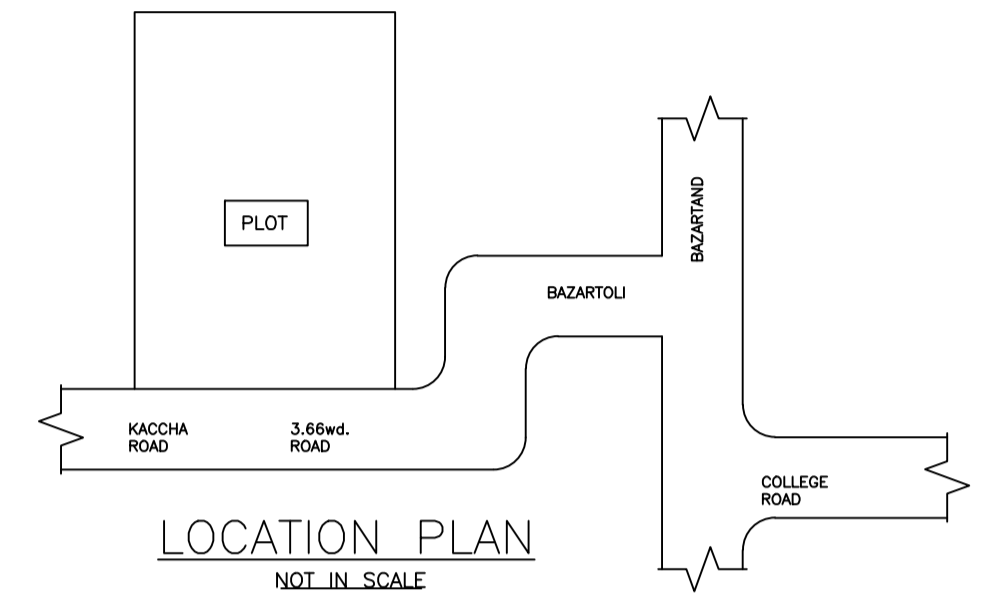 PLOT
BAZARTAND
BAZARTOLI
KACCHA
ROAD
3.66wd.
ROAD
COLLEGE
ROAD
LOCATION PLAN
NOT IN SCALE